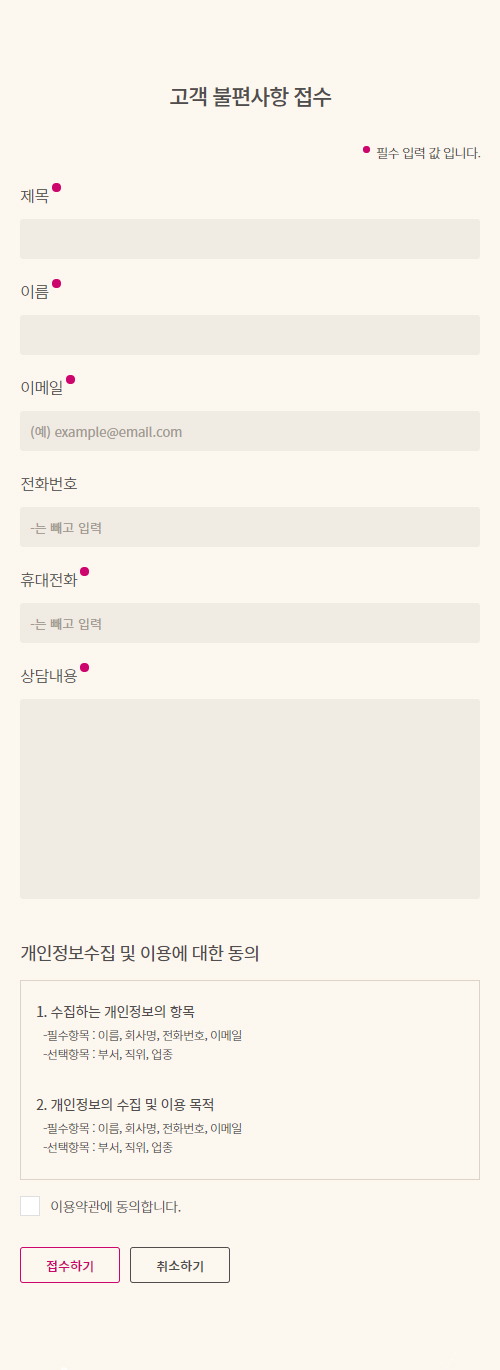 고객 불편사항 접수
필수 입력 값 입니다.
제목
이름
이메일
(예) example@email.com
전화번호
-는 빼고 입력
휴대전화
-는 빼고 입력
상담내용
개인정보수집 및 이용에 대한 동의
1. 수집하는 개인정보의 항목
-필수항목 : 이름, 회사명, 전화번호, 이메일
-선택항목 : 부서, 직위, 업종
2. 개인정보의 수집 및 이용 목적
-필수항목 : 이름, 회사명, 전화번호, 이메일
-선택항목 : 부서, 직위, 업종
이용약관에 동의합니다.
접수하기 취소하기